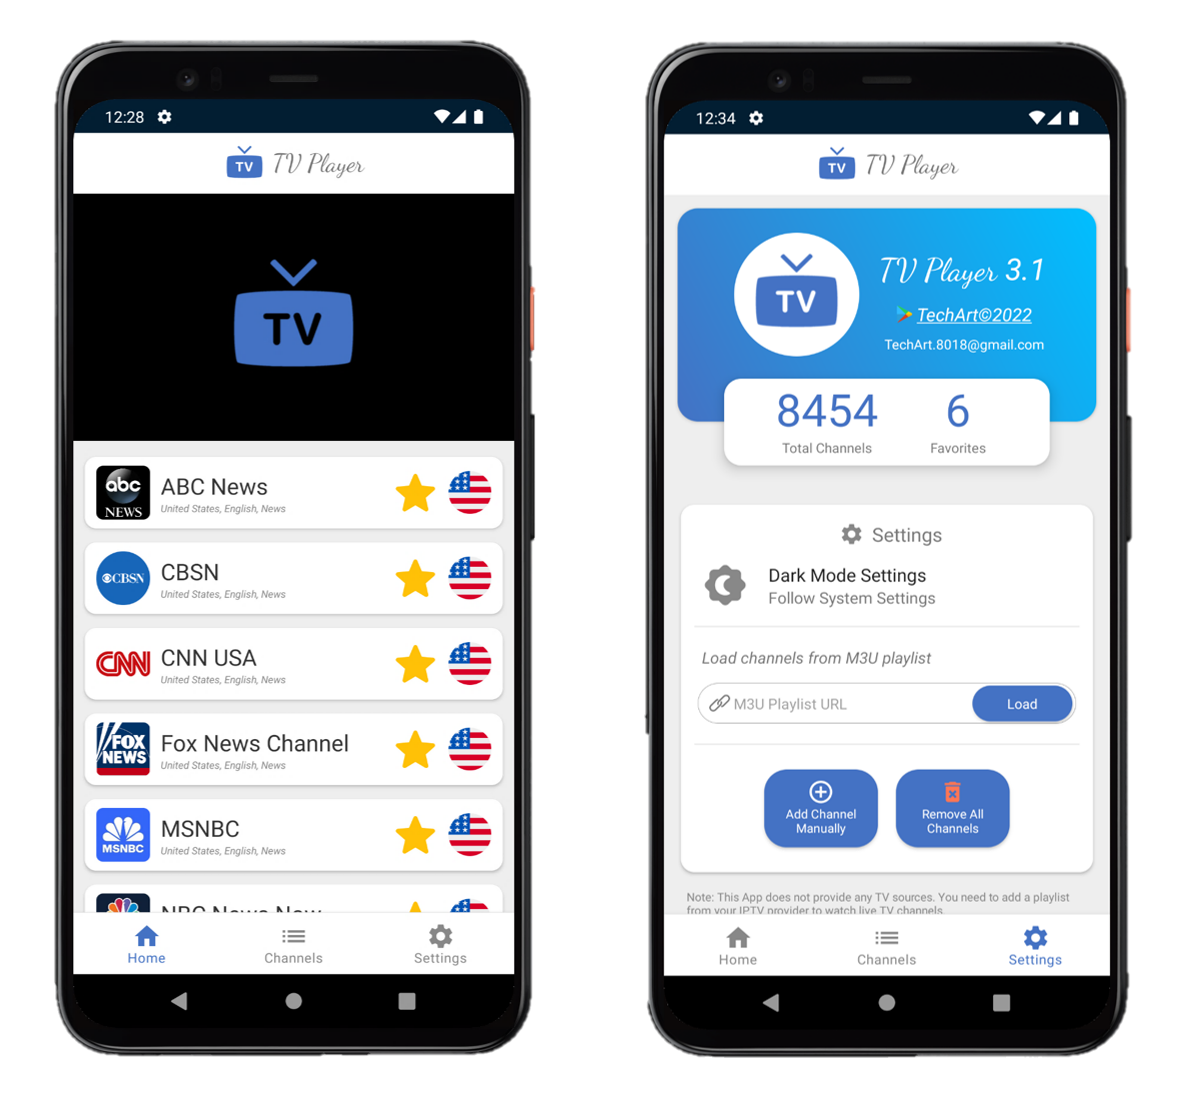 12:28
TV TV Player
TV
abc
NEWS
ABC News
United States, English, News
CBSN
CBSN
United States, English, News
CNN
CNN USA
United States, English, News
FOX
NEWS
Fox News Channel
United States, English, News
MSNBC
MSNBC
United States, English, News
NBC News Now
Home
Channels
Settings
12:34
TV TV Player
TV
TV Player 3.1
TechArt©2022
TechArt.8018@gmail.com
8454
6
Total Channels
Favorites
Settings
Dark Mode Settings
Follow System Settings
Load channels from M3U playlist
M3U Playlist URL
Load
Add Channel
Manually
Remove All
Channels
Note: This App does not provide any TV sources. You need to add a playlist
from your IPTV provider to watch live TV channels.
Home
Channels
Settings